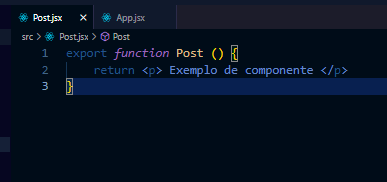 Post.jsx × App.jsx
src > Post.jsx > Post
1 export function Post () {
2 return <p> Exemplo de componente </p>
3 }